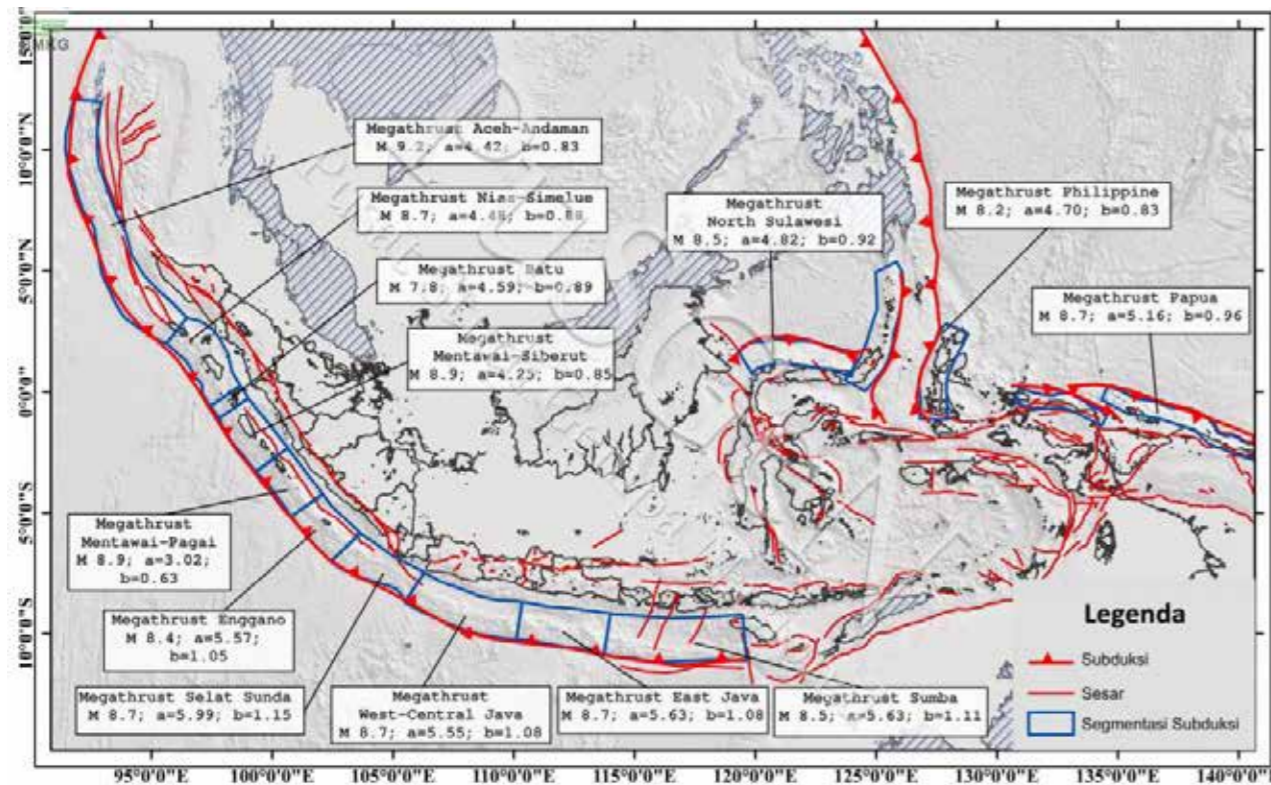 MKG
15°0'0"N
10°0'0"N
5°0'0"N
0°0'0"
5°0'0"S
10°0'0"S
Megathrust Aceh-Andaman
M 9.2; a=4.42; b=0.83
Megathrust Nias-Simelue
M 8.7; a=4.48; b=0.88
Megathrust Batu
M 7.8; a=4.59; b=0.89
Megathrust
Mentawai-Siberut
M 8.9; a=4.25; b=0.85
Megathrust
North Sulawesi
M 8.5; a=4.82; b=0.92
Megathrust Philippine
M 8.2; a=4.70; b=0.83
Megathrust Papua
M 8.7; a=5.16; b=0.96
Megathrust
Mentawai-Pagai
M 8.9; a=3.02;
b=0.63
Megathrust Enggano
M 8.4; a=5.57;
b=1.05
Megathrust Selat Sunda
M 8.7; a=5.99; b=1.15
Megathrust
West-Central Java
M 8.7; a=5.55; b=1.08
Megathrust East Java
M 8.7; a=5.63; b=1.08
Megathrust Sumba
M 8.5; a=5.63; b=1.11
Legenda
Subduksi
Sesar
Segmentasi Subduksi
95°0'0"E
100°0'0"E
105°0'0"E
110°0'0"E
115°0'0"E
120°0'0"E
125°0'0"E
130°0'0"E
135°0'0"E
140°0'0"E